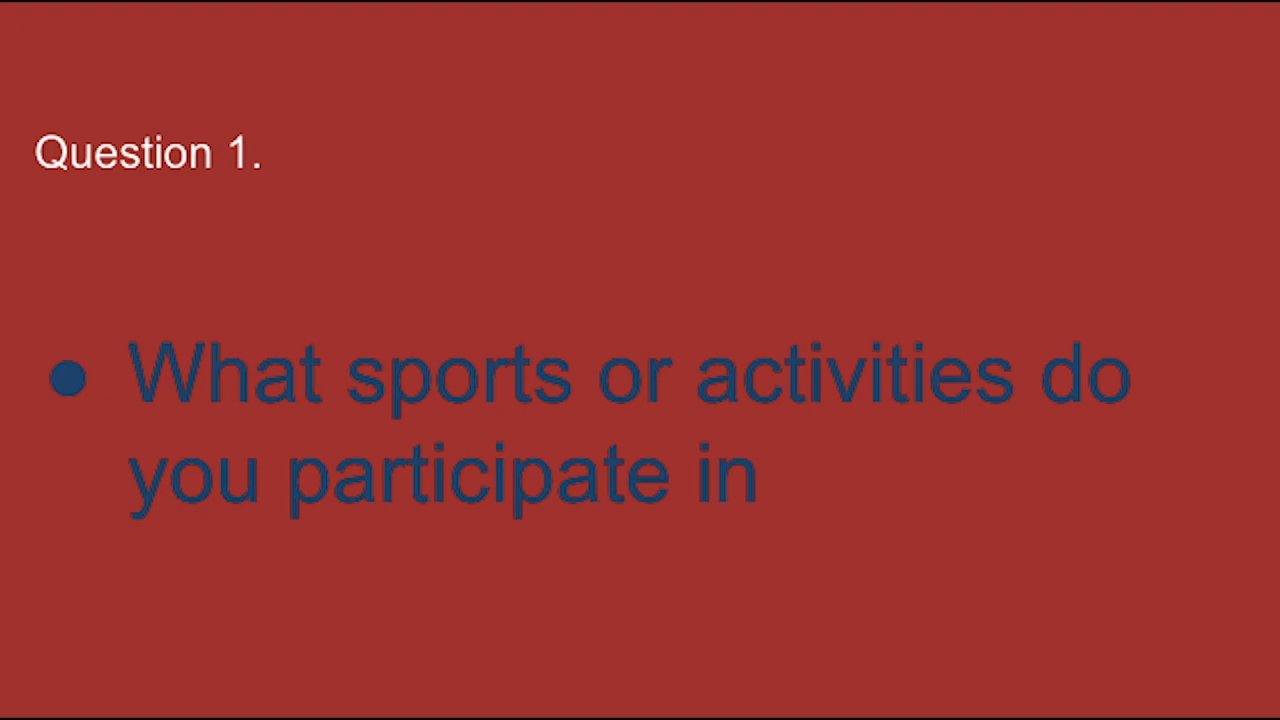 Question 1.
● What sports or activities do
you participate in